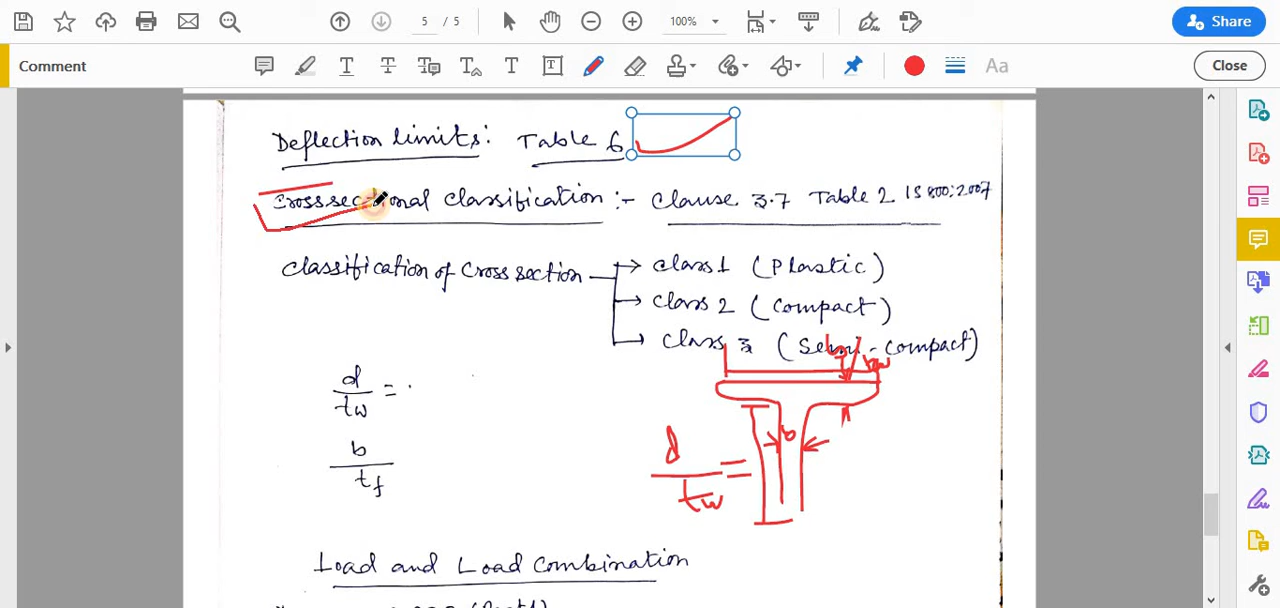 5 / 5
100%
Share
Comment
T
Aa
Close
Deflection limits: Table 6
Cross sectional classification :- Clause 3.7 Table 2 IS 800:2007
Classification of Cross section → class 1 (Plastic)
→ class 2 (Compact)
→ class 3 (Semi-compact)
d/tw = .
b/tf
d/tw =
b
Load and Load Combination